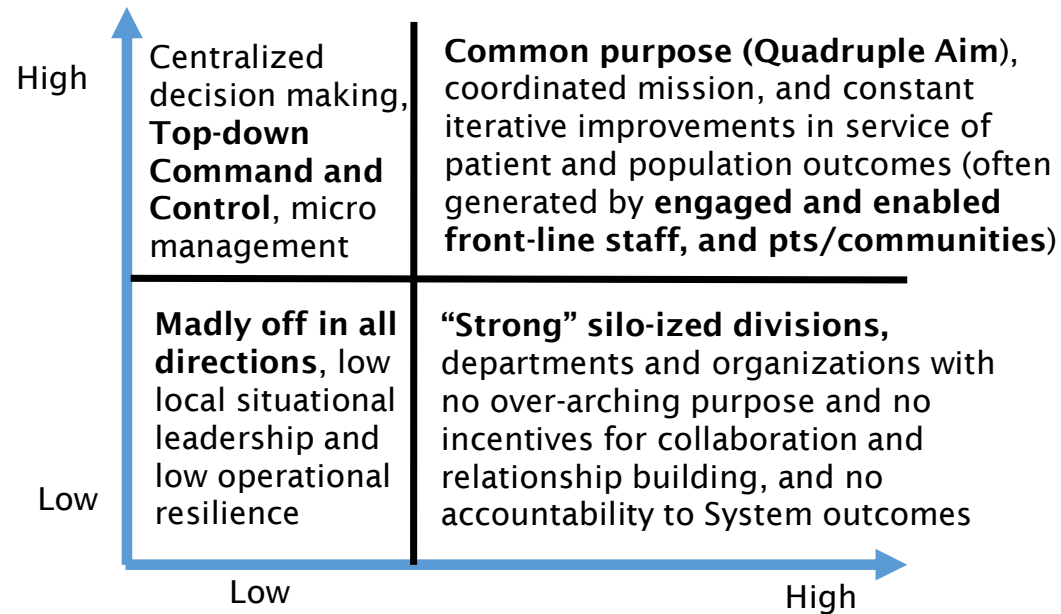 High
Centralized
decision making,
Top-down
Command and
Control, micro
management
Common purpose (Quadruple Aim),
coordinated mission, and constant
iterative improvements in service of
patient and population outcomes (often
generated by engaged and enabled
front-line staff, and pts/communities)
Low
Madly off in all
directions, low
local situational
leadership and
low operational
resilience
“Strong” silo-ized divisions,
departments and organizations with
no over-arching purpose and no
incentives for collaboration and
relationship building, and no
accountability to System outcomes
Low
High